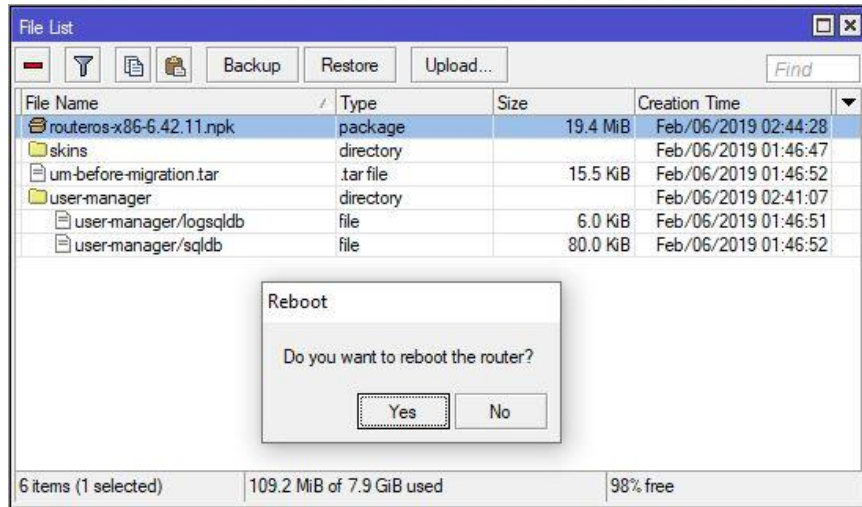 File List
Backup Restore Upload... Find
File Name / Type Size Creation Time
routeros-x86-6.42.11.npk package 19.4 MiB Feb/06/2019 02:44:28
skins directory Feb/06/2019 01:46:47
um-before-migration.tar .tar file 15.5 KiB Feb/06/2019 01:46:52
user-manager directory Feb/06/2019 02:41:07
user-manager/logsqldb file 6.0 KiB Feb/06/2019 01:46:51
user-manager/sqldb file 80.0 KiB Feb/06/2019 01:46:52
Reboot
Do you want to reboot the router?
Yes No
6 items (1 selected) 109.2 MiB of 7.9 GiB used 98% free